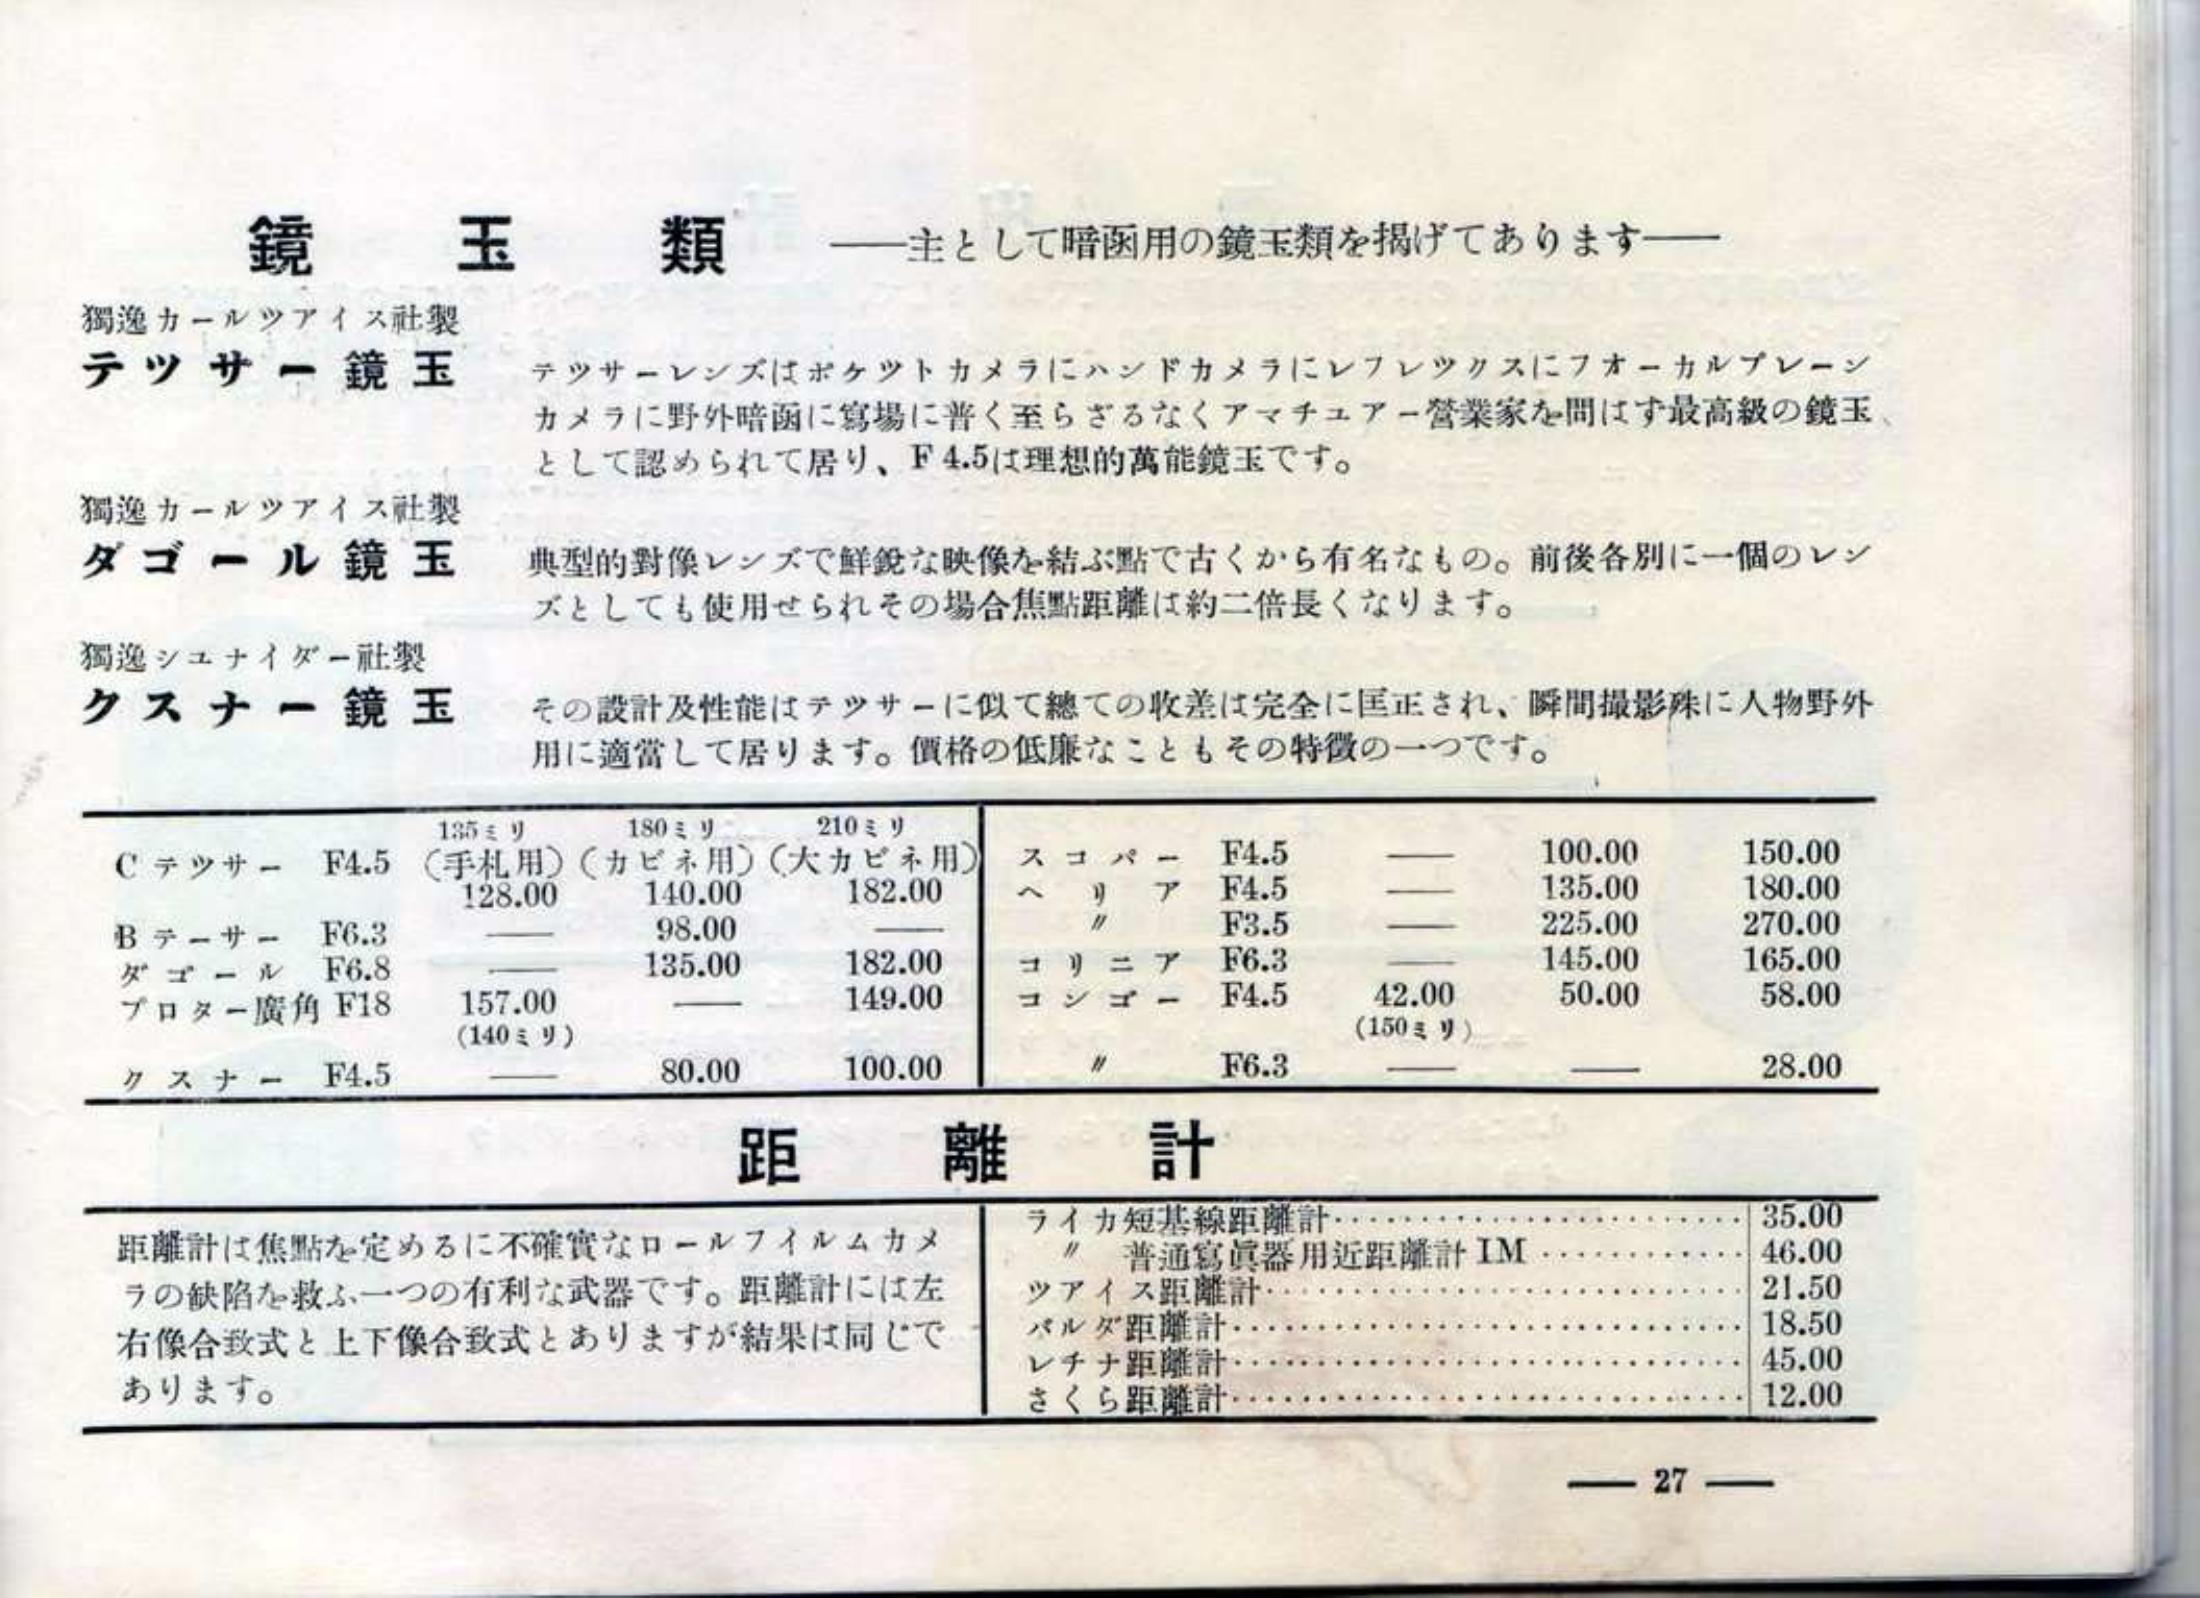 鏡玉類 ――主として暗函用の鏡玉類を揭げてあります――
獨逸カールツアイス社製
テツサー鏡玉 テツサーレンズはポケツトカメラにハンドカメラにレフレツクスにフオーカルプレーン
カメラに野外暗函に寫場に普く至らざるなくアマチユアー營業家を問はず最高級の鏡玉
として認められて居り、F 4.5は理想的萬能鏡玉です。
獨逸カールツアイス社製
ダゴール鏡玉 典型的對像レンズで鮮鋭な映像を結ぶ點で古くから有名なもの。前後各別に一個のレン
ズとしても使用せられその場合焦點距離は約二倍長くなります。
獨逸シユナイダー社製
クスナー鏡玉 その設計及性能はテツサーに似て總ての收差は完全に匡正され、瞬間撮影殊に人物野外
用に適當して居ります。價格の低廉なこともその特徴の一つです。
135ミリ 180ミリ 210ミリ
Cテツサー F4.5 (手札用) (カビネ用) (大カビネ用)
128.00 140.00 182.00
Bテーサー F6.3 ― 98.00 ―
ダゴール F6.8 ― 135.00 182.00
プロター廣角 F18 157.00 ― 149.00
(140ミリ)
クスナー F4.5 ― 80.00 100.00
スコパー F4.5 ― 100.00 150.00
ヘリア F4.5 ― 135.00 180.00
〃 F3.5 ― 225.00 270.00
コリニア F6.3 ― 145.00 165.00
コンゴー F4.5 42.00 50.00 58.00
(150ミリ)
〃 F6.3 ― ― 28.00
距離計
距離計は焦點を定めるに不確實なロールフイルムカメ
ラの缺陷を救ふ一つの有利な武器です。距離計には左
右像合致式と上下像合致式とありますが結果は同じで
あります。
ライカ短基線距離計…………………… 35.00
〃 普通寫眞器用近距離計 IM ………… 46.00
ツアイス距離計…………………… 21.50
バルダ距離計…………………… 18.50
レチナ距離計…………………… 45.00
さくら距離計…………………… 12.00
― 27 ―